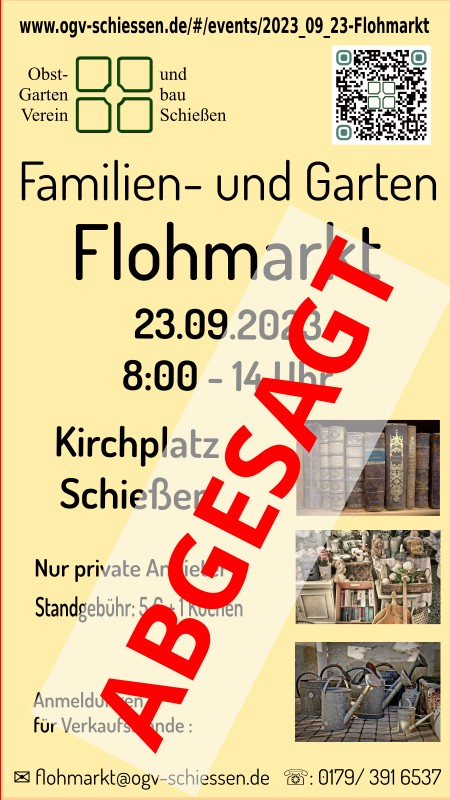 www.ogv-schiessen.de/#/events/2023_09_23-Flohmarkt
Obst- und
Garten bau
Verein Schießen
Familien- und Garten
Flohmarkt
23.09.2023
8:00 - 14 Uhr
Kirchplatz
Schießen
Nur private Anbieter
Standgebühr: 5 € + 1 Kuchen
Anmeldungen
für Verkaufsstände :
ABGESAGT
✉ flohmarkt@ogv-schiessen.de ☏: 0179/ 391 6537